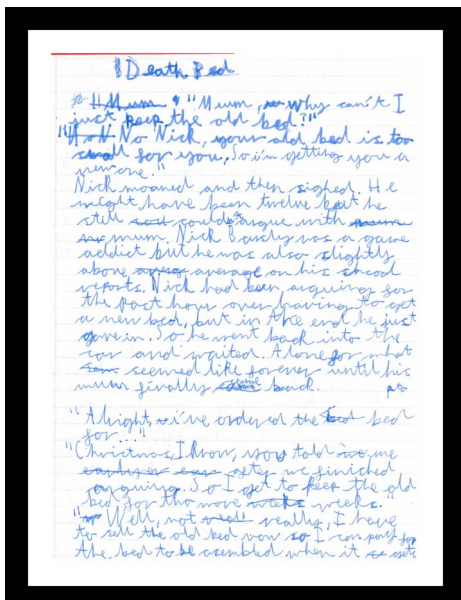 Death Bed
"Mum, why can't I
just keep the old bed?"
"No Nick, your old bed is too
small for you, So i'm getting you a
new one."
Nick moaned and then sighed. He
might have been twelve but he
still could argue with
mum. Nick Bandy was a game
addict but he was also slightly
above average on his school
reports. Nick had been arguing for
the past hour over having to get
a new bed, but in the end he just
gave in. So he went back into the
car and waited. Alone for what
seemed like forever until his
mum finally came back.
"Alright, i've ordered the bed
for..."
"Christmas, I know, you told me
after we finished
arguing. So I get to keep the old
bed for two more weeks."
"Well, not really, I have
to sell the old bed now so I can pay for
the bed to be asembled when it gets